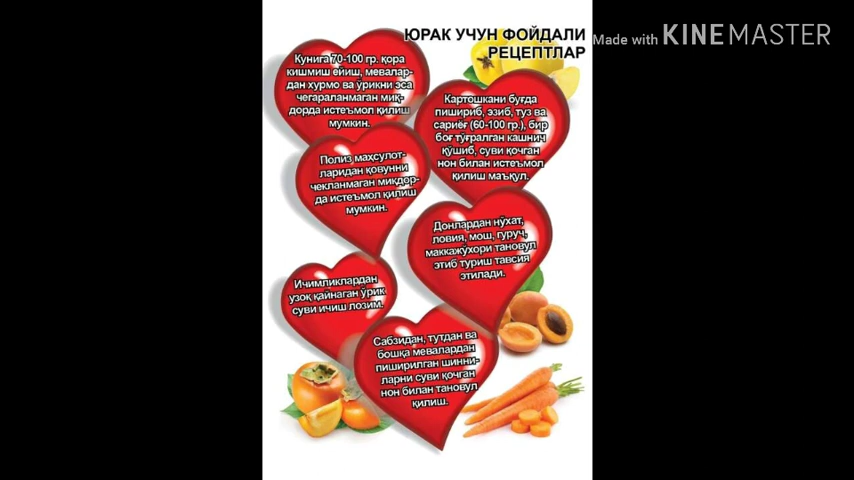 ЮРАК УЧУН ФОЙДАЛИ
РЕЦЕПТЛАР
Made with KINEMASTER
Кунига 70-100 гр. қора
кишмиш ейиш, мевалар-
дан хурмо ва ўрикни эса
чегараланмаган миқ-
дорда истеъмол қилиш
мумкин.
Картошкани буғда
пишириб, эзиб, туз ва
сариёғ (60-100 гр.), бир
боғ тўғралган кашнич
қўшиб, суви қочган
нон билан истеъмол
қилиш маъқул.
Полиз маҳсулот-
ларидан қовунни
чекланмаган миқдор-
да истеъмол қилиш
мумкин.
Донлардан нўхат,
ловия, мош, гуруч,
маккажўхори тановул
этиб туриш тавсия
этилади.
Ичимликлардан
узоқ қайнаган ўрик
суви ичиш лозим.
Сабзидан, тутдан ва
бошқа мевалардан
пиширилган шинни-
ларни суви қочган
нон билан тановул
қилиш.